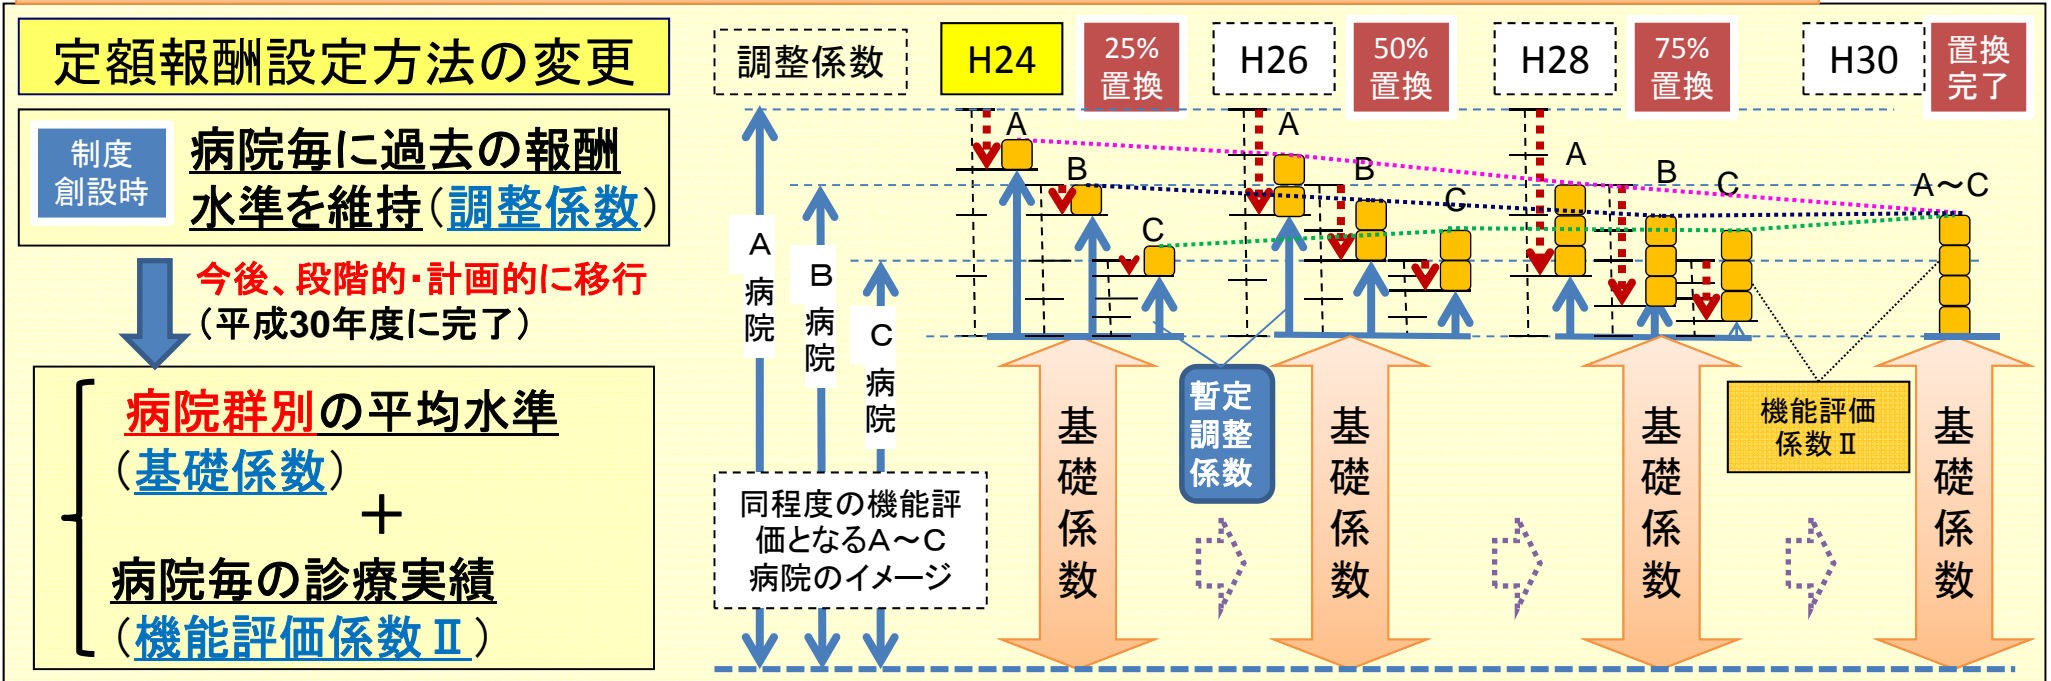 定額報酬設定方法の変更
制度
創設時
病院毎に過去の報酬
水準を維持(調整係数)
今後、段階的・計画的に移行
(平成30年度に完了)
病院群別の平均水準
(基礎係数)
+
病院毎の診療実績
(機能評価係数Ⅱ)
調整係数
H24
25%
置換
H26
50%
置換
H28
75%
置換
H30
置換
完了
A病院
B病院
C病院
同程度の機能評
価となるA~C
病院のイメージ
A
B
C
A
B
C
A
B
C
A~C
暫定
調整
係数
機能評価
係数Ⅱ
基礎係数
基礎係数
基礎係数
基礎係数